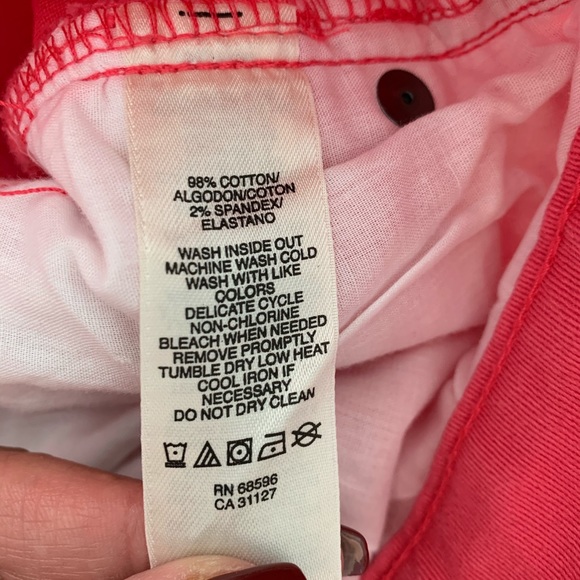 98% COTTON/
ALGODON/COTON
2% SPANDEX/
ELASTANO
WASH INSIDE OUT
MACHINE WASH COLD
WASH WITH LIKE
COLORS
DELICATE CYCLE
NON-CHLORINE
BLEACH WHEN NEEDED
REMOVE PROMPTLY
TUMBLE DRY LOW HEAT
COOL IRON IF
NECESSARY
DO NOT DRY CLEAN
RN 68596
CA 31127